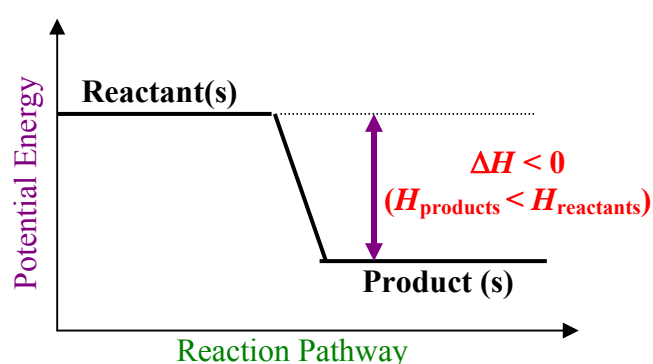 Potential Energy
Reactant(s)
ΔH < 0
(Hproducts < Hreactants)
Product (s)
Reaction Pathway